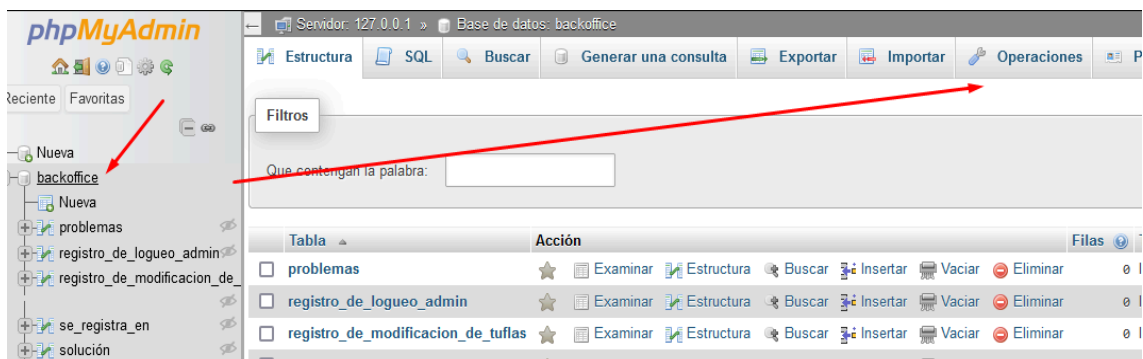 phpMyAdmin
Reciente Favoritas
Nueva
backoffice
Nueva
problemas
registro_de_logueo_admin
registro_de_modificacion_de_
se_registra_en
solución
Servidor: 127.0.0.1 » Base de datos: backoffice
Estructura SQL Buscar Generar una consulta Exportar Importar Operaciones P
Filtros
Que contengan la palabra:
Tabla Acción Filas
problemas Examinar Estructura Buscar Insertar Vaciar Eliminar 0
registro_de_logueo_admin Examinar Estructura Buscar Insertar Vaciar Eliminar 0
registro_de_modificacion_de_tuflas Examinar Estructura Buscar Insertar Vaciar Eliminar 0